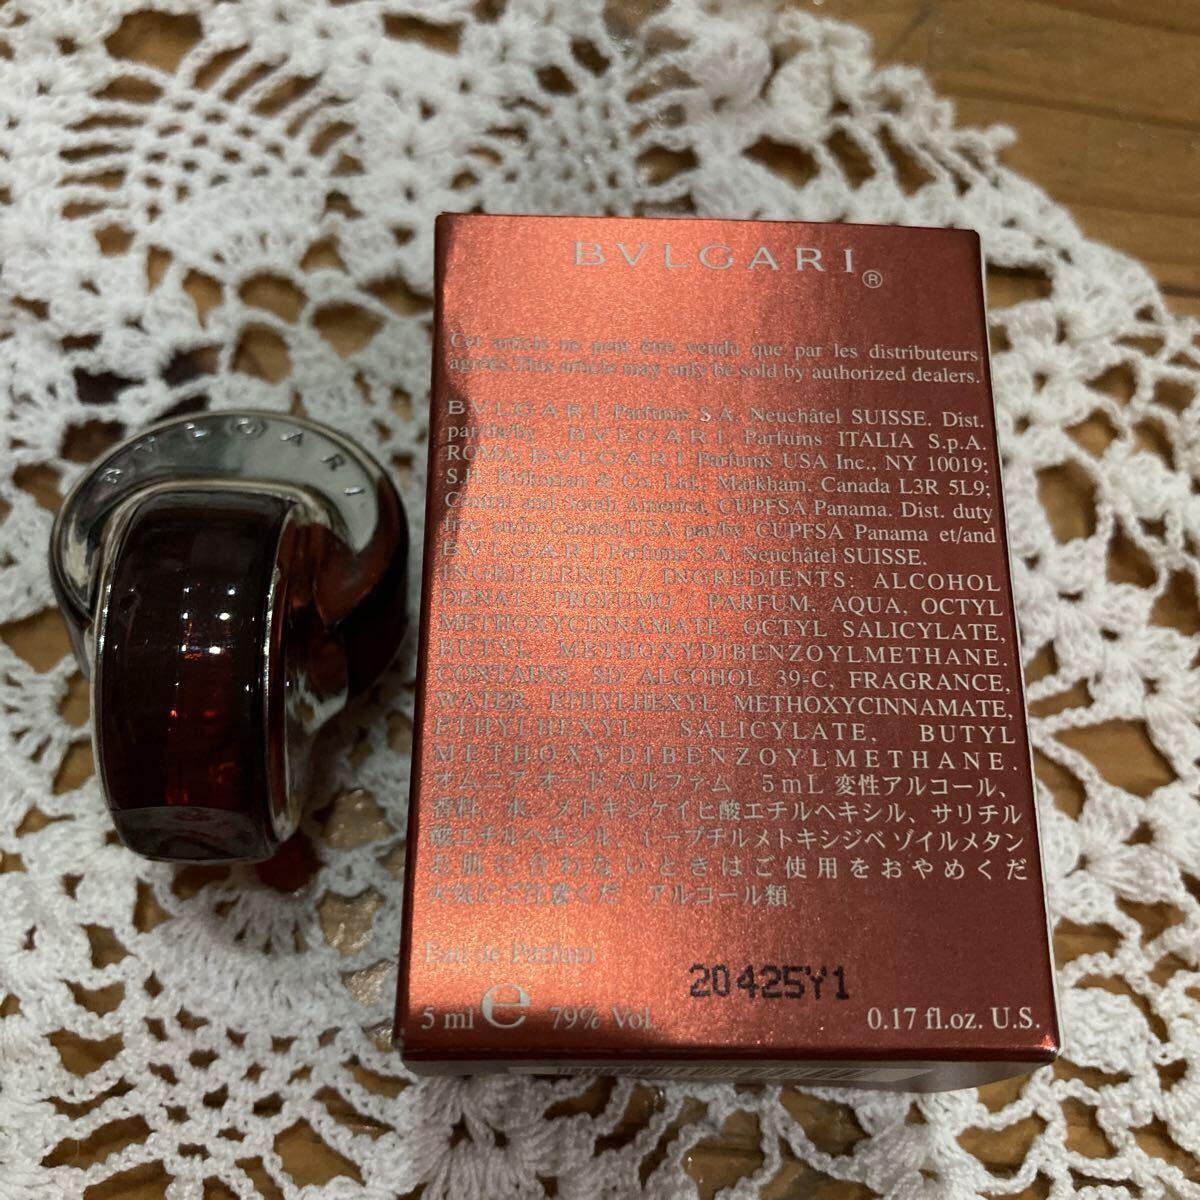 BVLGARI
BVLGARI®
Cet article ne peut être vendu que par les distributeurs
agréés. This article may only be sold by authorized dealers.
BVLGARI Parfums S.A. Neuchâtel SUISSE. Dist.
par/da/by BVLGARI Parfums ITALIA S.p.A.
ROMA; BVLGARI Parfums USA Inc., NY 10019;
S.H. & Co. Ltd.; Markham, Canada L3R 5L9;
Central and South America, CUPFSA Panama. Dist. duty
free au/in Canada/USA par/by CUPFSA Panama et/and
BVLGARI Parfums S.A. Neuchâtel SUISSE.
INGREDIENTI / INGREDIENTS: ALCOHOL
DENAT. PROFUMO / PARFUM, AQUA, OCTYL
METHOXYCINNAMATE, OCTYL SALICYLATE,
BUTYL METHOXYDIBENZOYLMETHANE.
CONTAINS: SD ALCOHOL 39-C, FRAGRANCE,
WATER, ETHYLHEXYL METHOXYCINNAMATE,
ETHYLHEXYL SALICYLATE, BUTYL
METHOXYDIBENZOYLMETHANE.
オムニア オード パルファム 5mL 変性アルコール、
香料、水、メトキシケイヒ酸エチルヘキシル、サリチル
酸エチルヘキシル、t-ブチルメトキシジベンゾイルメタン
お肌に合わないときはご使用をおやめくだ
火気にご注意くだ アルコール類
Eau de Parfum
20425Y1
5 ml e 79% Vol. 0.17 fl.oz. U.S.